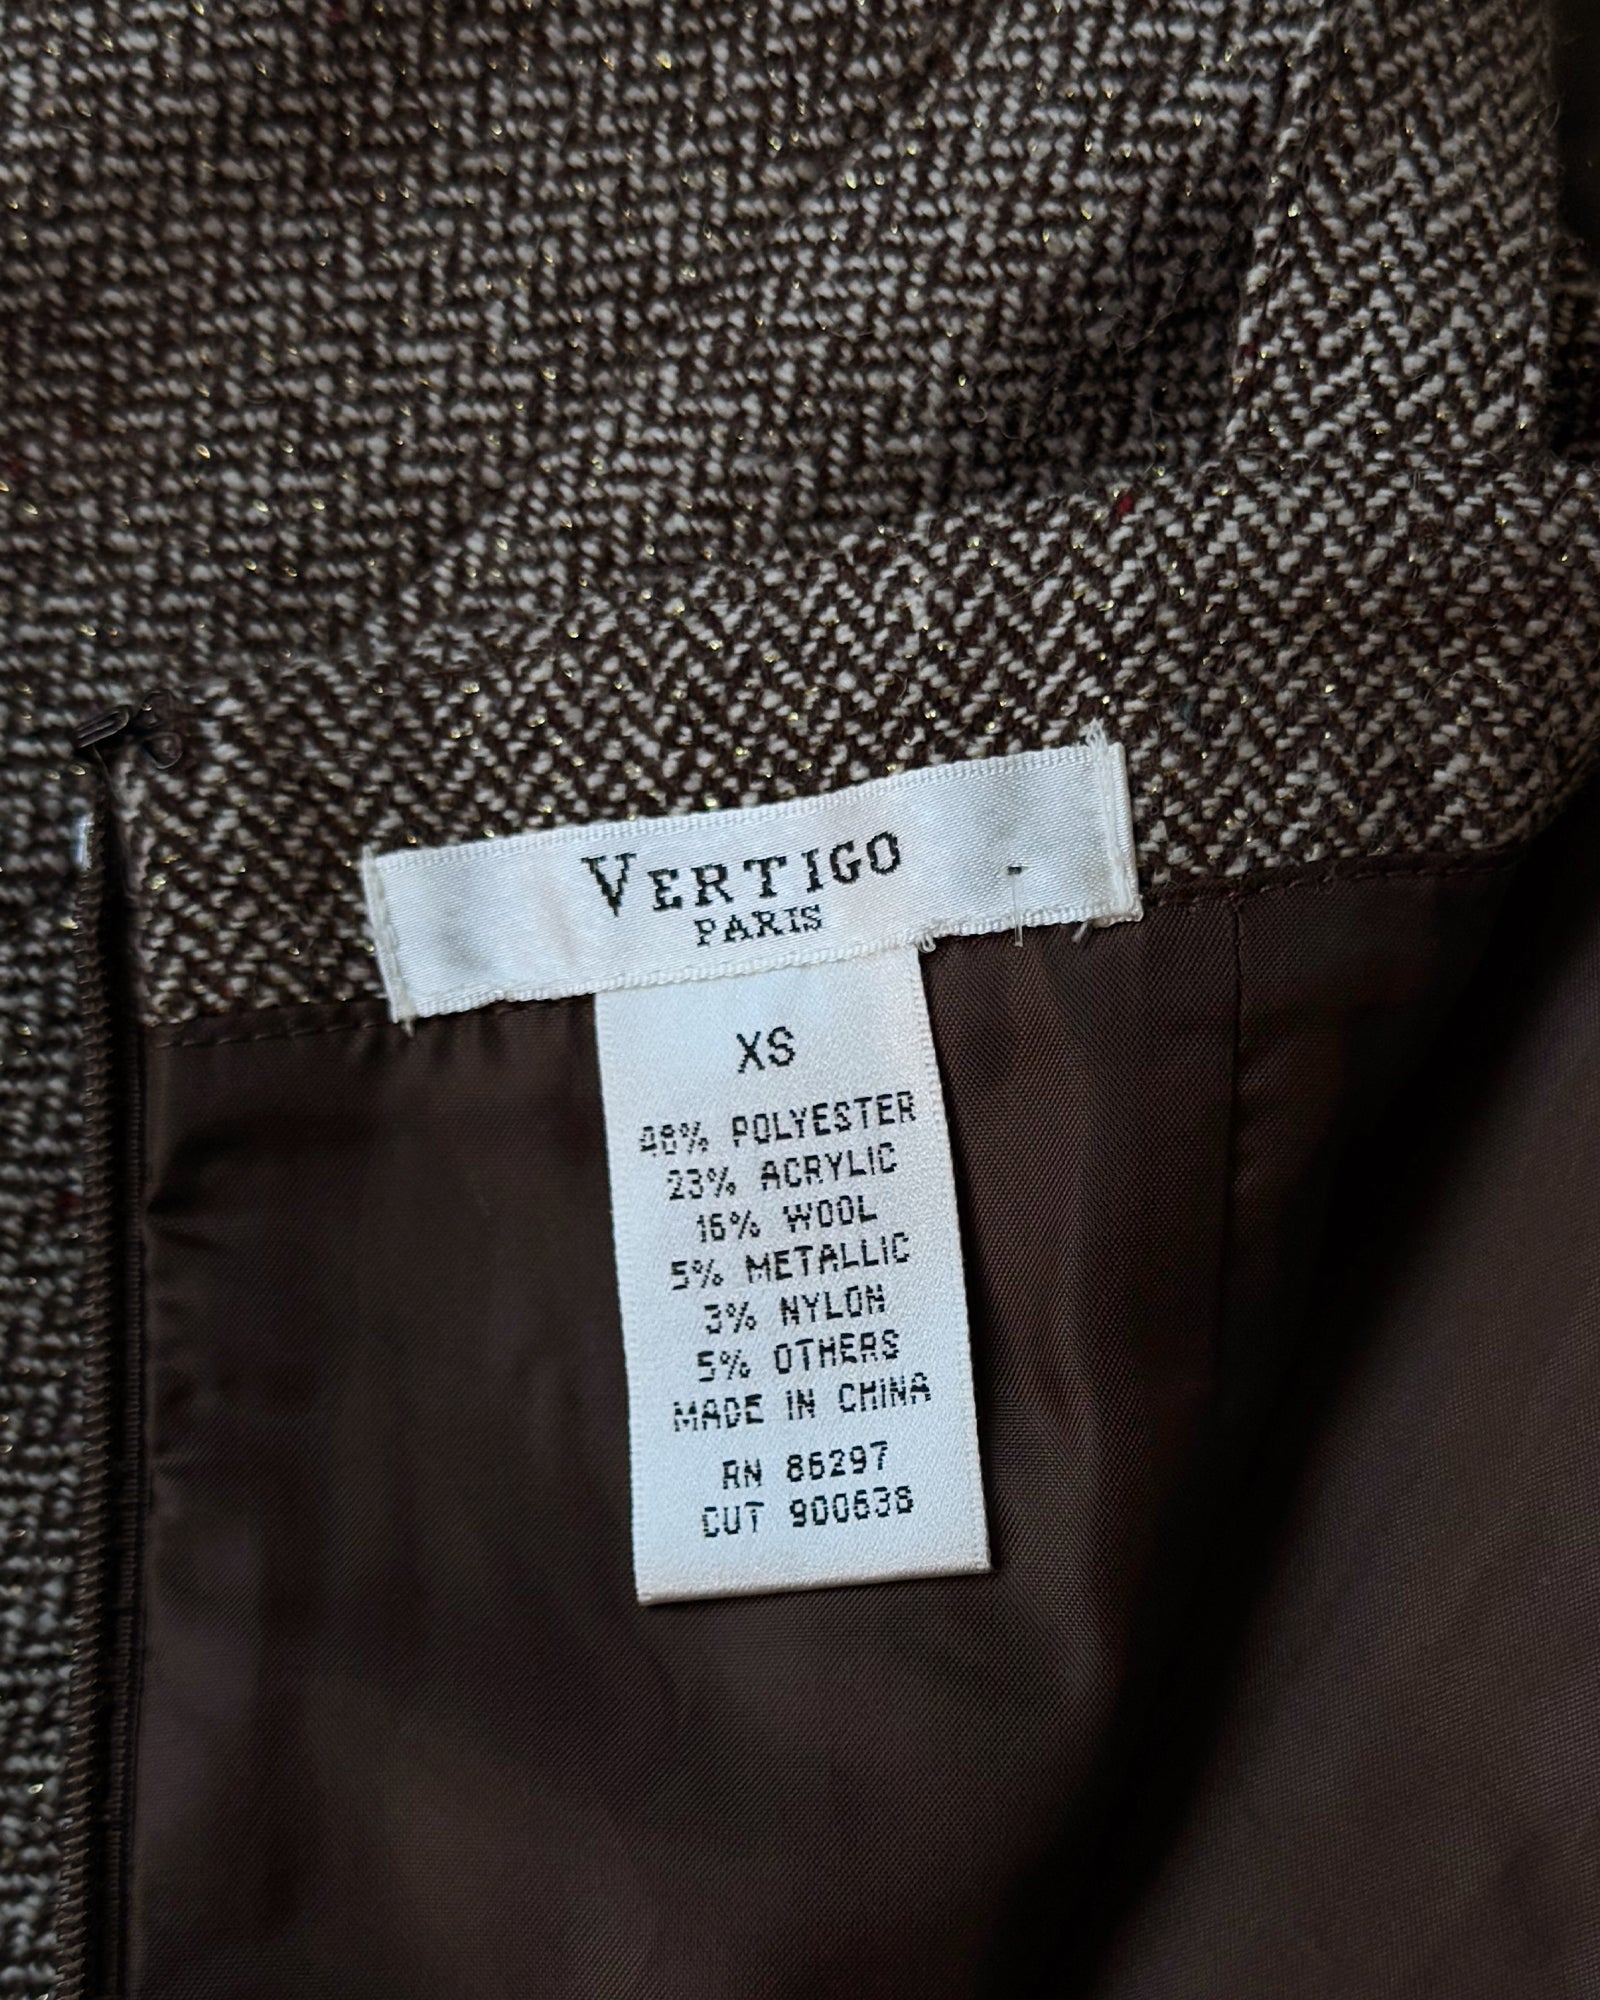 VERTIGO
PARIS
XS
48% POLYESTER
23% ACRYLIC
16% WOOL
5% METALLIC
3% NYLON
5% OTHERS
MADE IN CHINA
RN 86297
CUT 900638